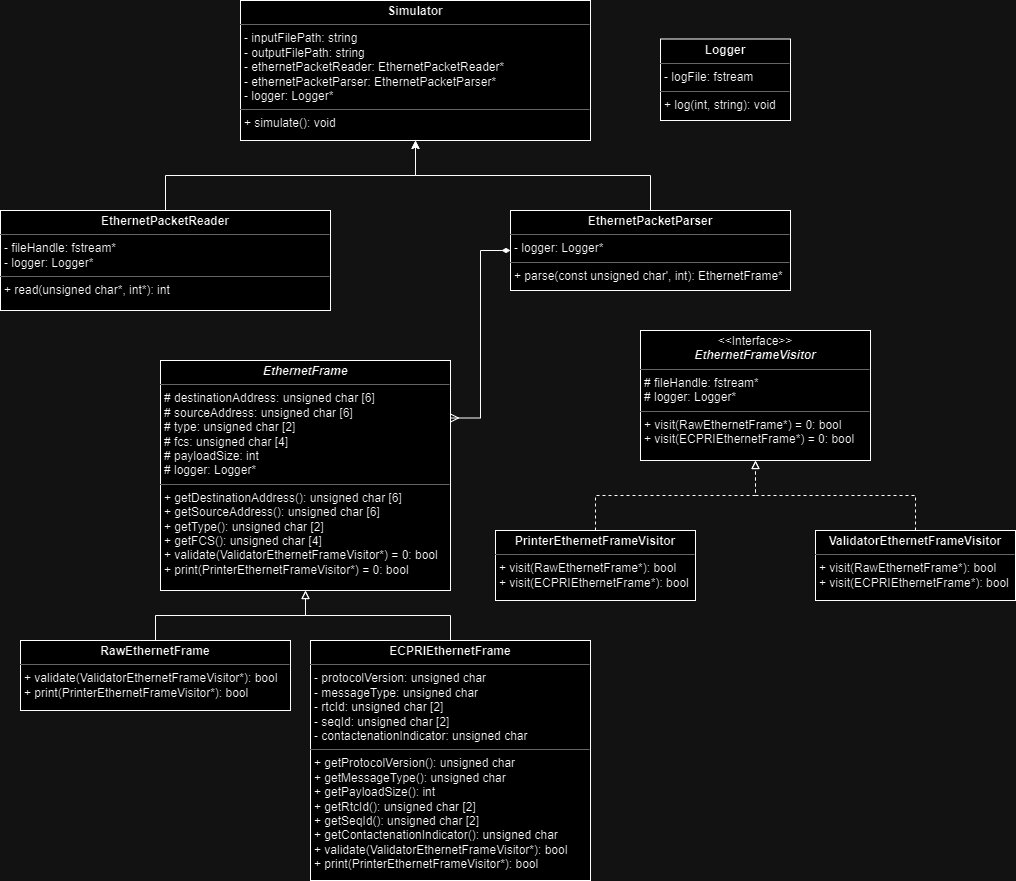 Simulator
- inputFilePath: string
- outputFilePath: string
- ethernetPacketReader: EthernetPacketReader*
- ethernetPacketParser: EthernetPacketParser*
- logger: Logger*
+ simulate(): void
Logger
- logFile: fstream
+ log(int, string): void
EthernetPacketReader
- fileHandle: fstream*
- logger: Logger*
+ read(unsigned char*, int*): int
EthernetPacketParser
- logger: Logger*
+ parse(const unsigned char', int): EthernetFrame*
EthernetFrame
# destinationAddress: unsigned char [6]
# sourceAddress: unsigned char [6]
# type: unsigned char [2]
# fcs: unsigned char [4]
# payloadSize: int
# logger: Logger*
+ getDestinationAddress(): unsigned char [6]
+ getSourceAddress(): unsigned char [6]
+ getType(): unsigned char [2]
+ getFCS(): unsigned char [4]
+ validate(ValidatorEthernetFrameVisitor*) = 0: bool
+ print(PrinterEthernetFrameVisitor*) = 0: bool
<<Interface>>
EthernetFrameVisitor
# fileHandle: fstream*
# logger: Logger*
+ visit(RawEthernetFrame*) = 0: bool
+ visit(ECPRIEthernetFrame*) = 0: bool
PrinterEthernetFrameVisitor
+ visit(RawEthernetFrame*): bool
+ visit(ECPRIEthernetFrame*): bool
ValidatorEthernetFrameVisitor
+ visit(RawEthernetFrame*): bool
+ visit(ECPRIEthernetFrame*): bool
RawEthernetFrame
+ validate(ValidatorEthernetFrameVisitor*): bool
+ print(PrinterEthernetFrameVisitor*): bool
ECPRIEthernetFrame
- protocolVersion: unsigned char
- messageType: unsigned char
- rtcId: unsigned char [2]
- seqId: unsigned char [2]
- contactenationIndicator: unsigned char
+ getProtocolVersion(): unsigned char
+ getMessageType(): unsigned char
+ getPayloadSize(): int
+ getRtcId(): unsigned char [2]
+ getSeqId(): unsigned char [2]
+ getContactenationIndicator(): unsigned char
+ validate(ValidatorEthernetFrameVisitor*): bool
+ print(PrinterEthernetFrameVisitor*): bool